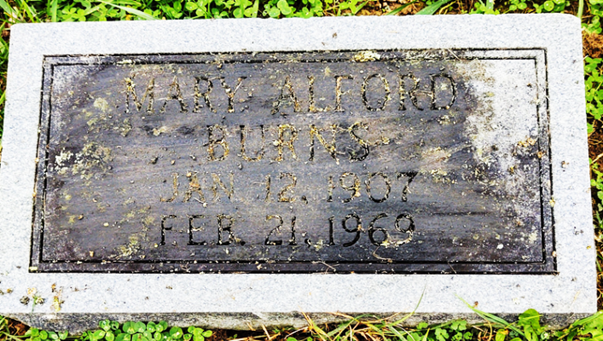 MARY ALFORD
BURNS
JAN 12, 1907
FEB. 21, 1969